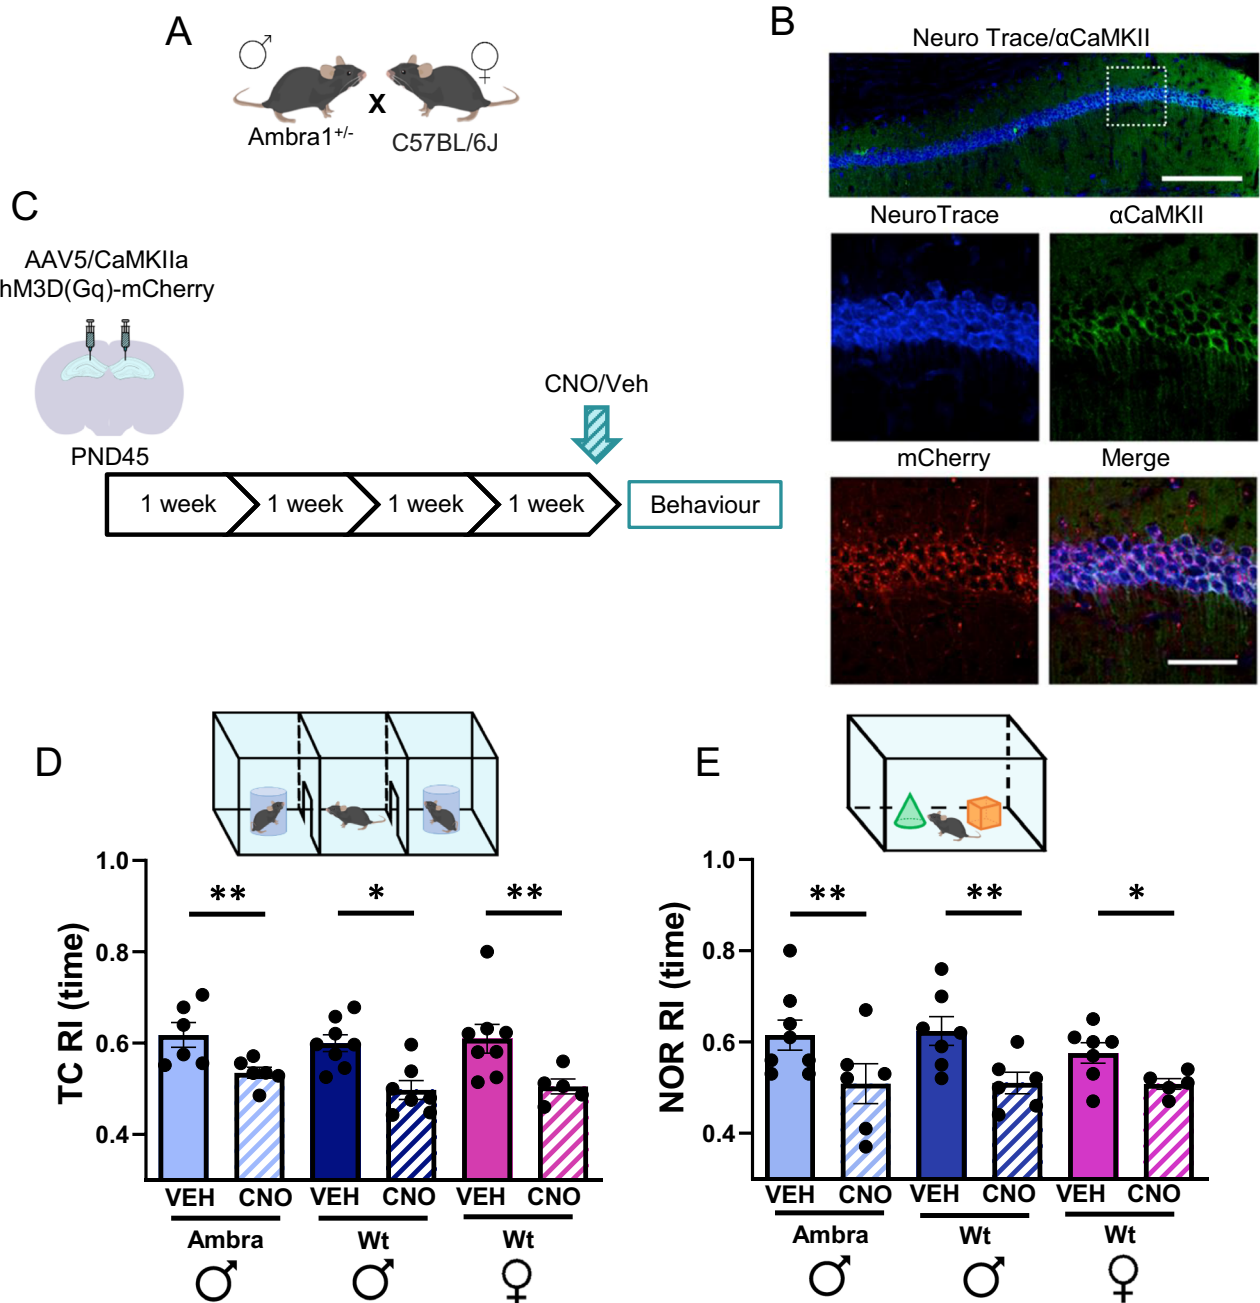 A
♂
♀
X
Ambra1+/-
C57BL/6J
B
Neuro Trace/αCaMKII
NeuroTrace
αCaMKII
mCherry
Merge
C
AAV5/CaMKIIa
hM3D(Gq)-mCherry
PND45
CNO/Veh
1 week
1 week
1 week
1 week
Behaviour
D
TC RI (time)
1.0
0.8
0.6
0.4
**
*
**
VEH
CNO
VEH
CNO
VEH
CNO
Ambra
Wt
Wt
♂
♂
♀
E
NOR RI (time)
1.0
0.8
0.6
0.4
**
**
*
VEH
CNO
VEH
CNO
VEH
CNO
Ambra
Wt
Wt
♂
♂
♀